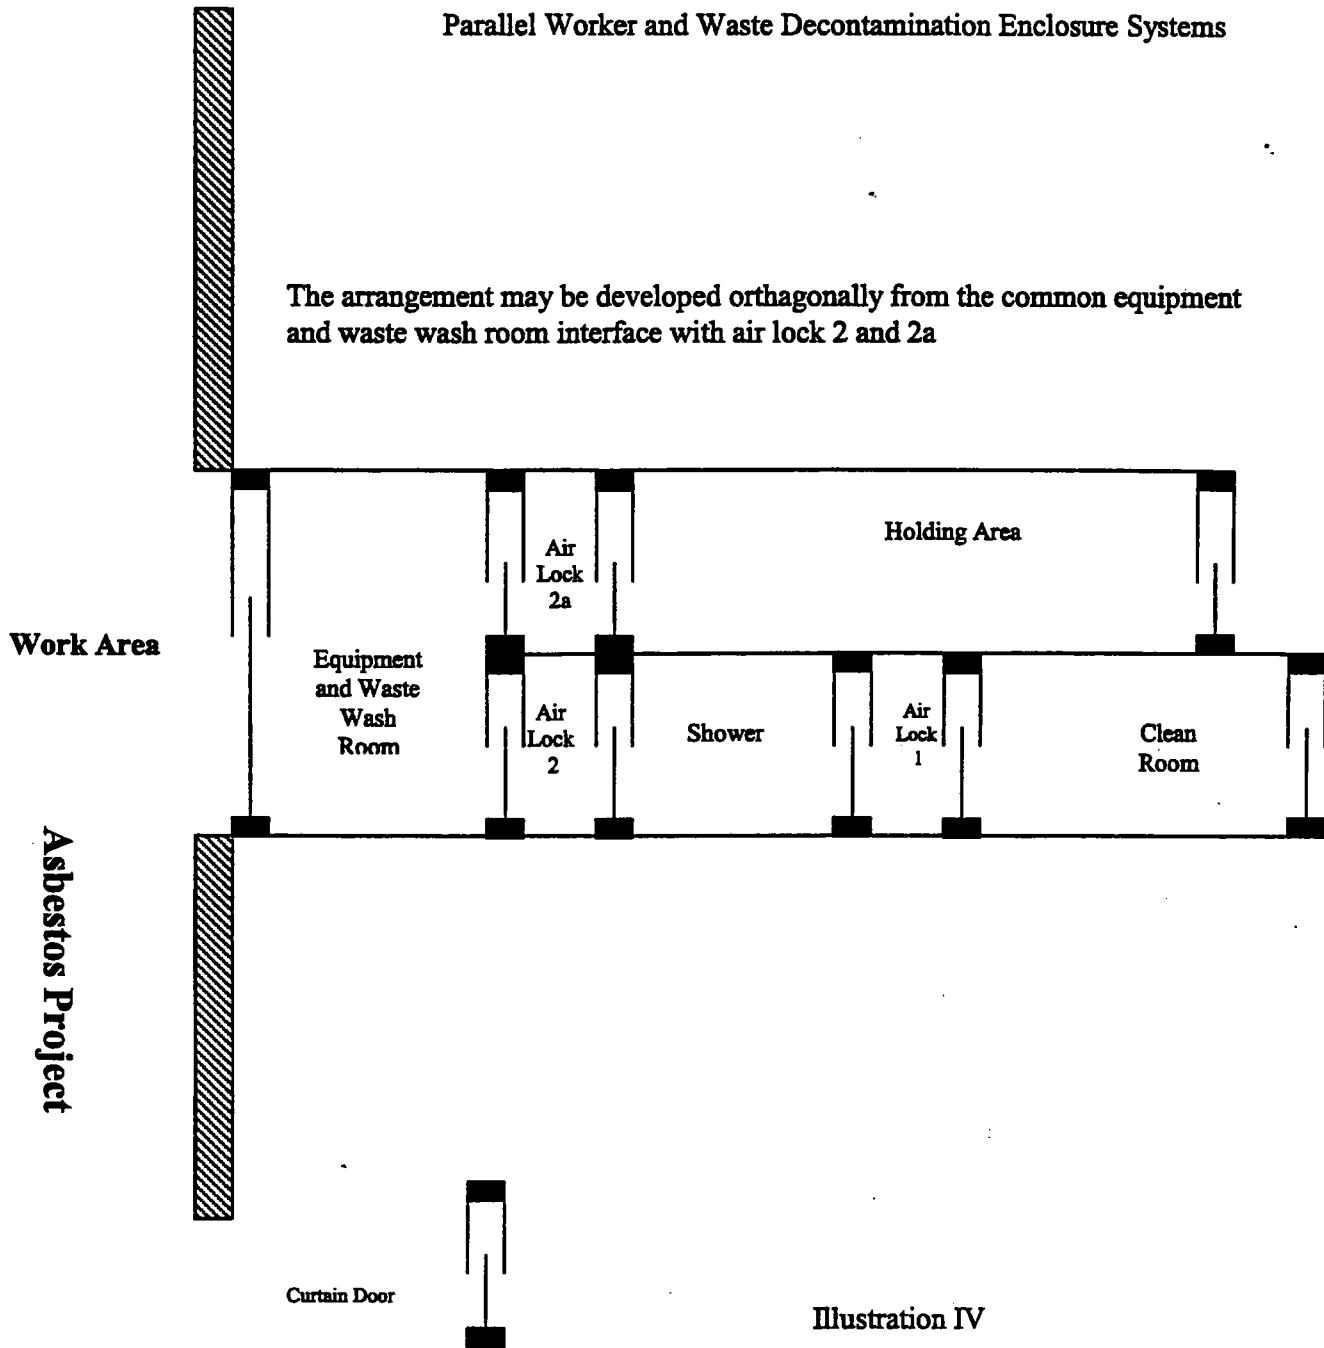 Parallel Worker and Waste Decontamination Enclosure Systems
The arrangement may be developed orthagonally from the common equipment
and waste wash room interface with air lock 2 and 2a
Holding Area
Air
Lock
2a
Work Area
Equipment
and Waste
Wash
Room
Air
Lock
2
Shower
Air
Lock
1
Clean
Room
Asbestos Project
Curtain Door
Illustration IV